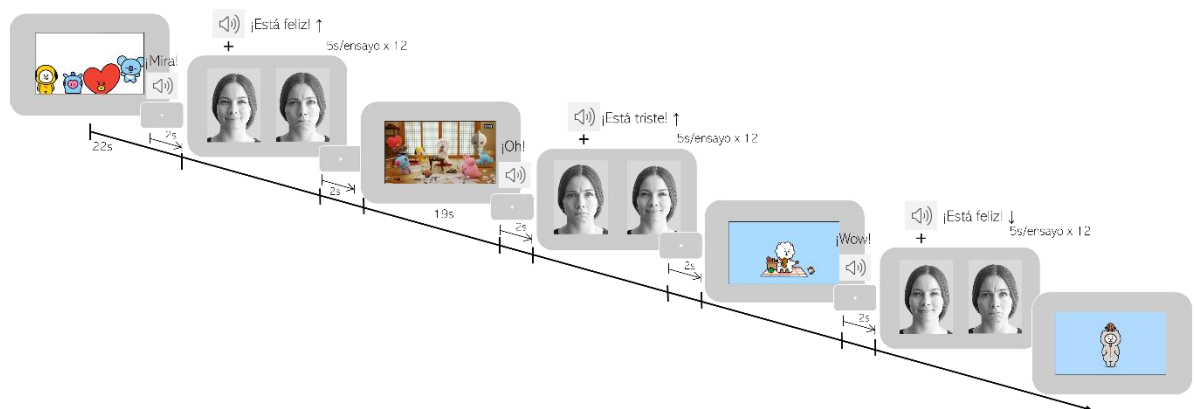 ¡Está feliz! ↑
5s/ensayo x 12
¡Mira!
2s
22s
2s
19s
¡Oh!
2s
¡Está triste! ↑
5s/ensayo x 12
2s
¡Wow!
2s
¡Está feliz! ↓
5s/ensayo x 12